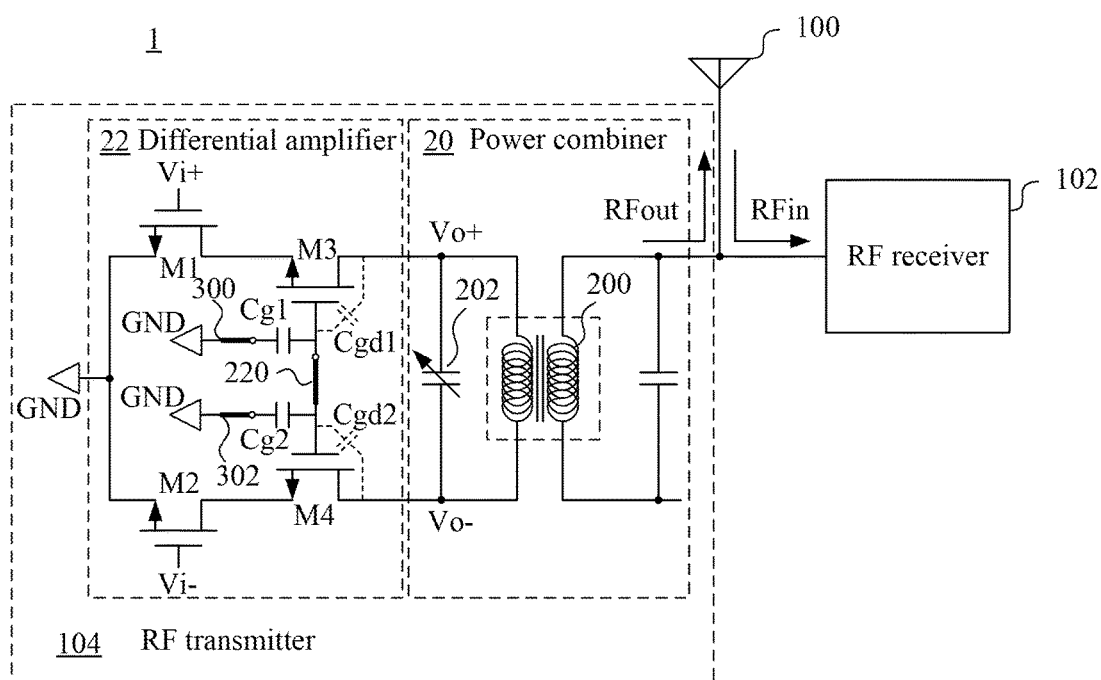 1
100
22 Differential amplifier
20 Power combiner
Vi+
RFout
RFin
102
RF receiver
M1
M3
Vo+
300
Cg1
202
200
GND
Cgd1
220
GND
GND
Cgd2
Cg2
302
M2
M4
Vo-
Vi-
104 RF transmitter